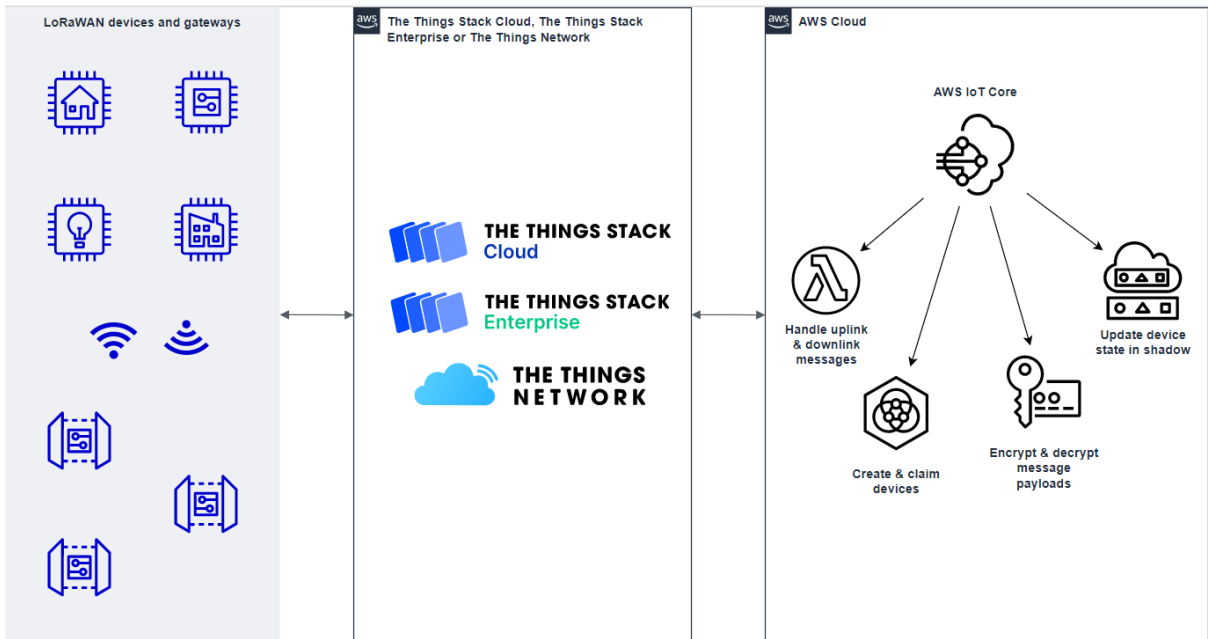 LoRaWAN devices and gateways
aws
The Things Stack Cloud, The Things Stack
Enterprise or The Things Network
THE THINGS STACK
Cloud
THE THINGS STACK
Enterprise
THE THINGS
NETWORK
aws
AWS Cloud
AWS IoT Core
Handle uplink
& downlink
messages
Create & claim
devices
Encrypt & decrypt
message
payloads
Update device
state in shadow